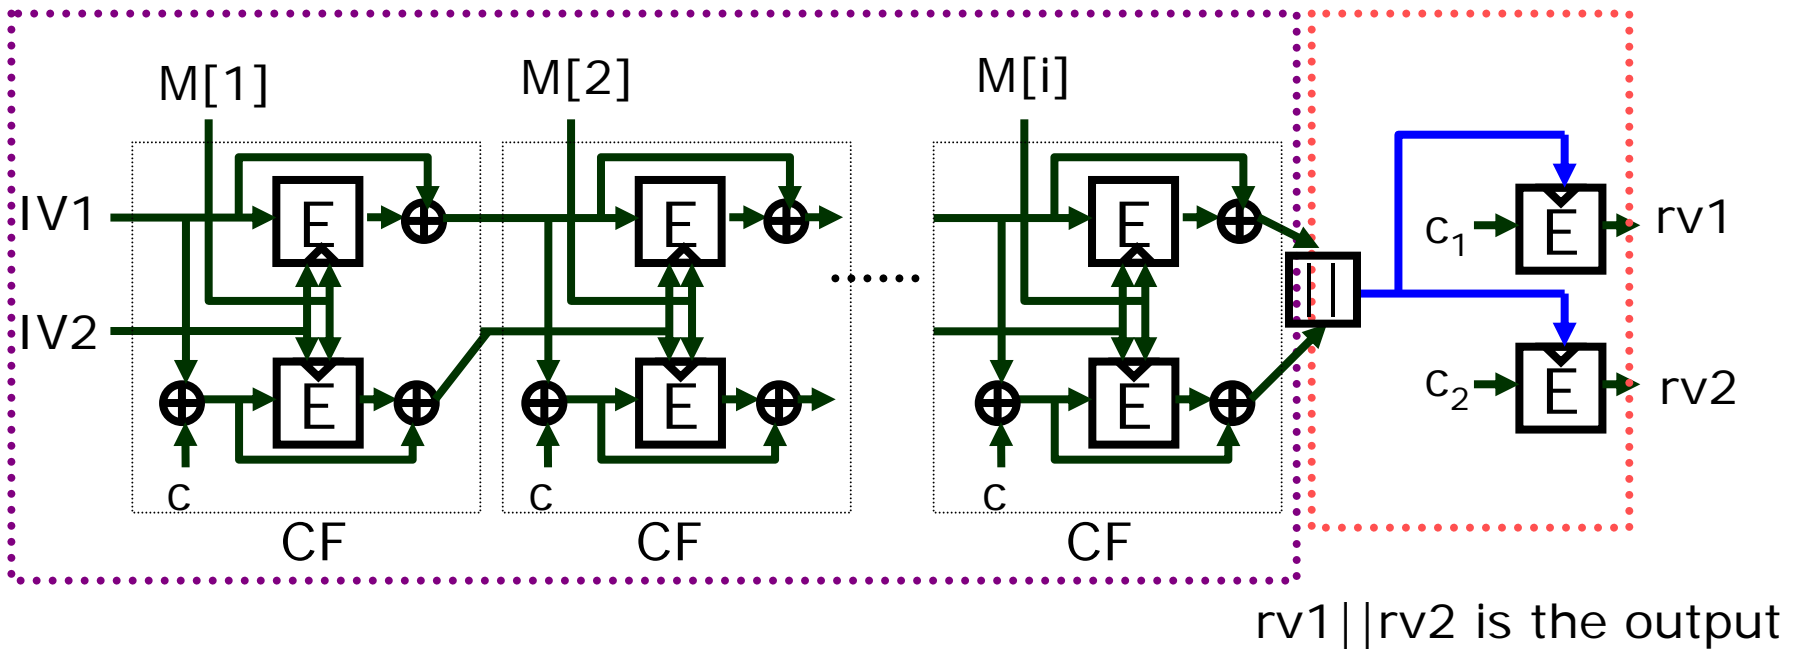 M[1] M[2] M[i]
IV1 E E E c1 E rv1
IV2 ......
E E E c2 E rv2
c c c
CF CF CF
rv1||rv2 is the output